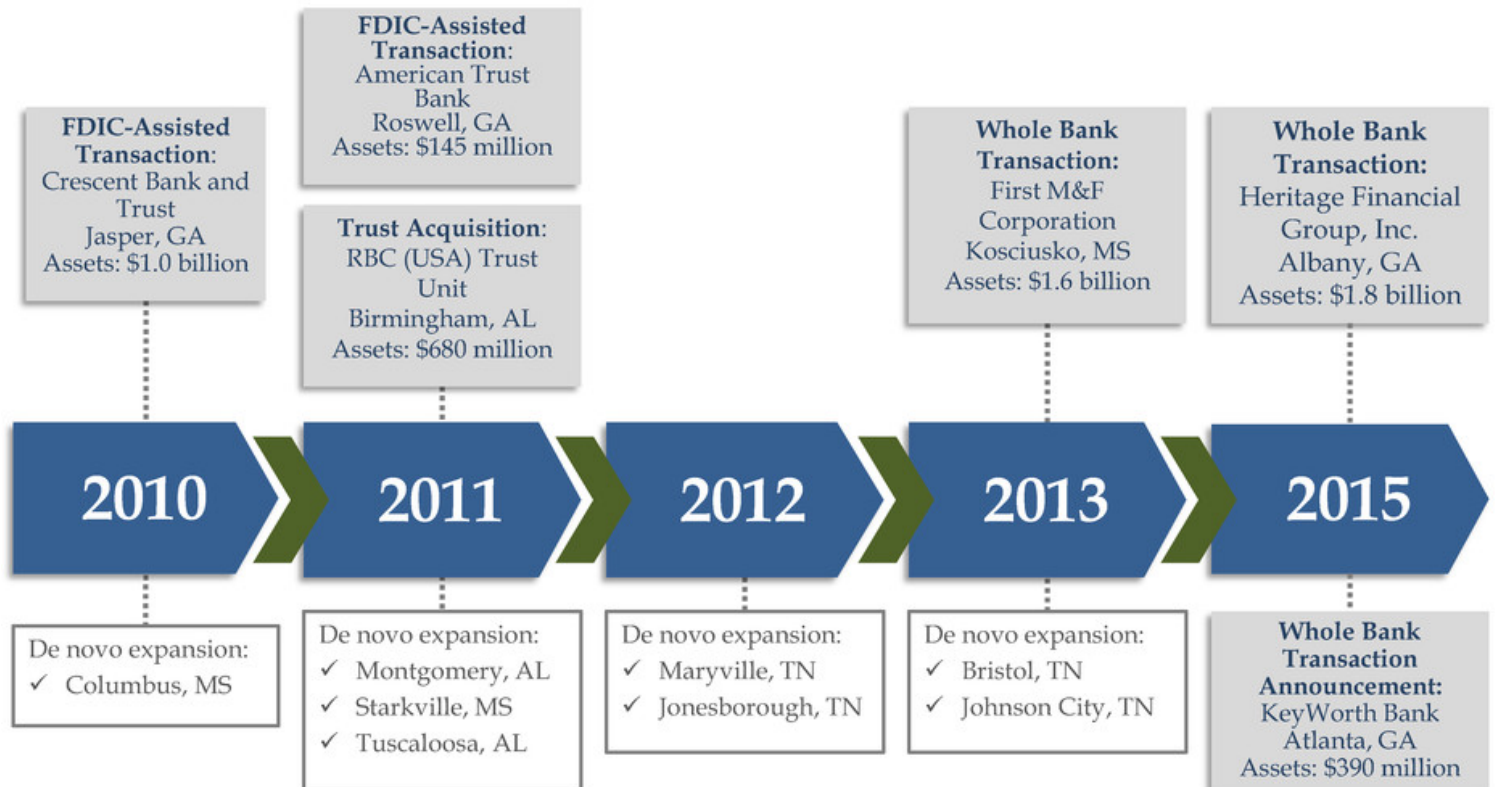 FDIC-Assisted
Transaction:
Crescent Bank and
Trust
Jasper, GA
Assets: $1.0 billion
FDIC-Assisted
Transaction:
American Trust
Bank
Roswell, GA
Assets: $145 million
Trust Acquisition:
RBC (USA) Trust
Unit
Birmingham, AL
Assets: $680 million
Whole Bank
Transaction:
First M&F
Corporation
Kosciusko, MS
Assets: $1.6 billion
Whole Bank
Transaction:
Heritage Financial
Group, Inc.
Albany, GA
Assets: $1.8 billion
2010
2011
2012
2013
2015
De novo expansion:
✓ Columbus, MS
De novo expansion:
✓ Montgomery, AL
✓ Starkville, MS
✓ Tuscaloosa, AL
De novo expansion:
✓ Maryville, TN
✓ Jonesborough, TN
De novo expansion:
✓ Bristol, TN
✓ Johnson City, TN
Whole Bank
Transaction
Announcement:
KeyWorth Bank
Atlanta, GA
Assets: $390 million